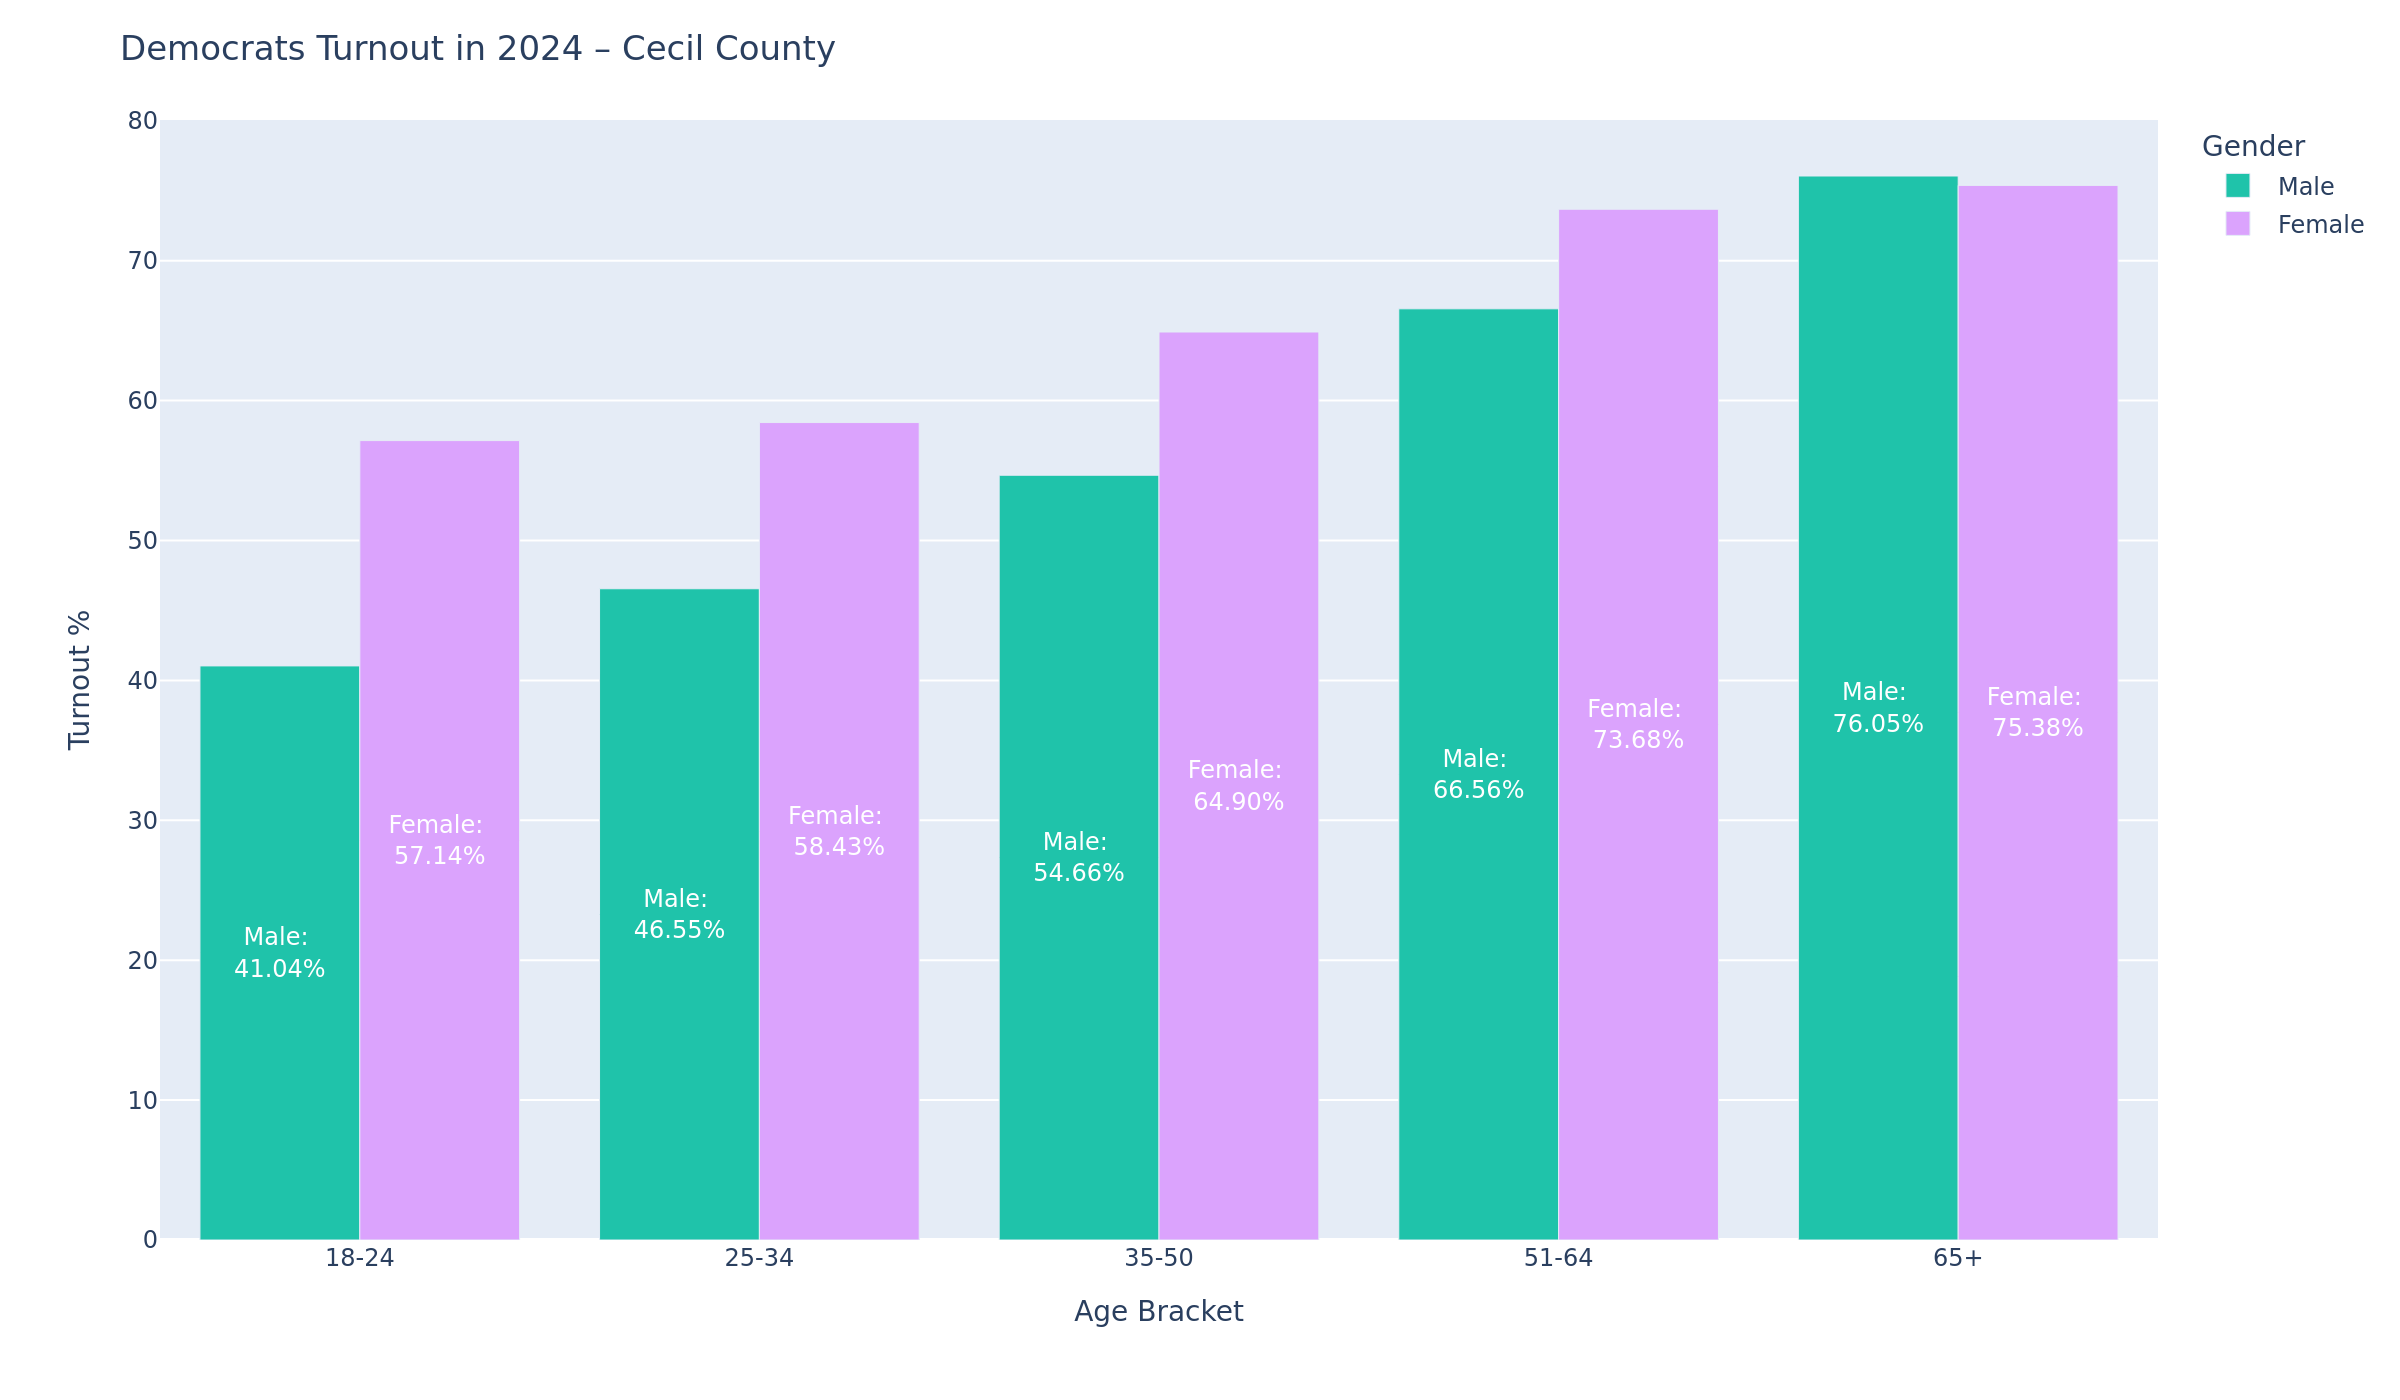 Democrats Turnout in 2024 – Cecil County
80
70
60
50
40
30
20
10
0
Turnout %
Male:
41.04%
Female:
57.14%
Male:
46.55%
Female:
58.43%
Male:
54.66%
Female:
64.90%
Male:
66.56%
Female:
73.68%
Male:
76.05%
Female:
75.38%
18-24
25-34
35-50
51-64
65+
Age Bracket
Gender
Male
Female